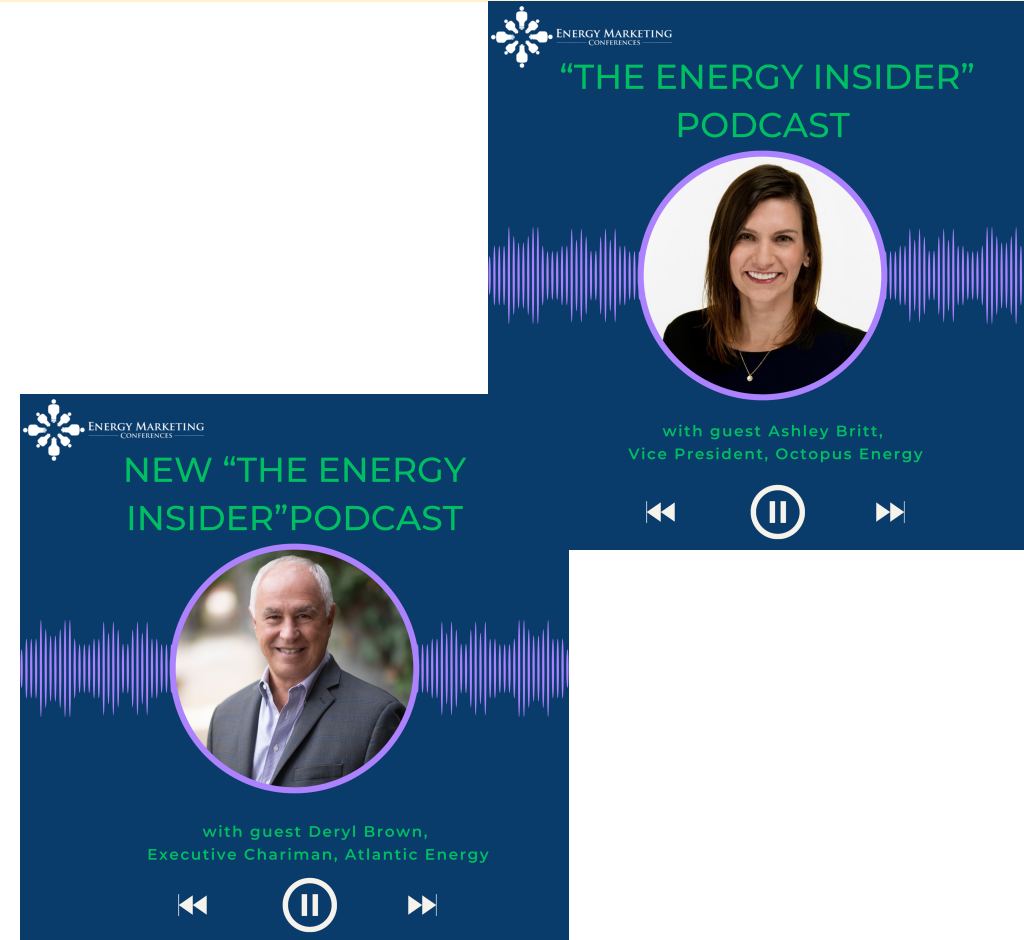 ENERGY MARKETING
CONFERENCES
“THE ENERGY INSIDER”
PODCAST
with guest Ashley Britt,
Vice President, Octopus Energy
ENERGY MARKETING
CONFERENCES
NEW “THE ENERGY
INSIDER”PODCAST
with guest Deryl Brown,
Executive Chariman, Atlantic Energy